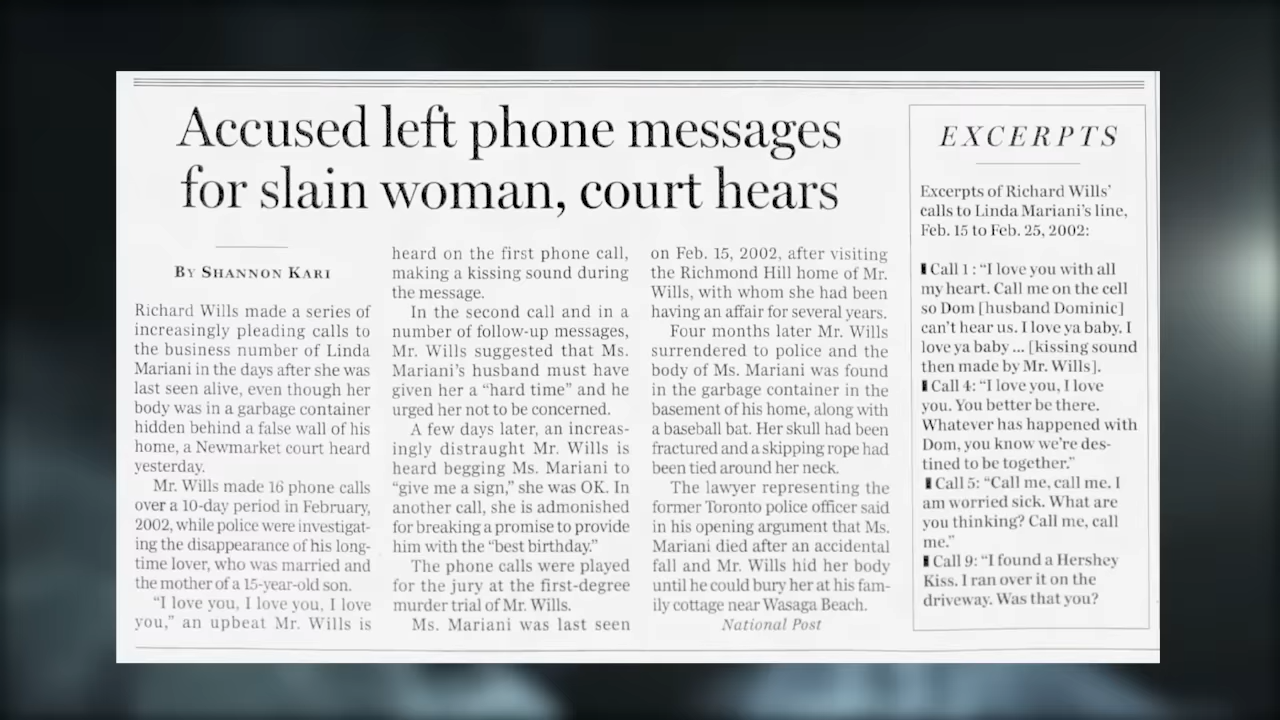 Accused left phone messages
for slain woman, court hears
BY SHANNON KARI
Richard Wills made a series of
increasingly pleading calls to
the business number of Linda
Mariani in the days after she was
last seen alive, even though her
body was in a garbage container
hidden behind a false wall of his
home, a Newmarket court heard
yesterday.
Mr. Wills made 16 phone calls
over a 10-day period in February,
2002, while police were investigat-
ing the disappearance of his long-
time lover, who was married and
the mother of a 15-year-old son.
“I love you, I love you, I love
you,” an upbeat Mr. Wills is
heard on the first phone call,
making a kissing sound during
the message.
In the second call and in a
number of follow-up messages,
Mr. Wills suggested that Ms.
Mariani’s husband must have
given her a “hard time” and he
urged her not to be concerned.
A few days later, an increas-
ingly distraught Mr. Wills is
heard begging Ms. Mariani to
“give me a sign,” she was OK. In
another call, she is admonished
for breaking a promise to provide
him with the “best birthday.”
The phone calls were played
for the jury at the first-degree
murder trial of Mr. Wills.
Ms. Mariani was last seen
on Feb. 15, 2002, after visiting
the Richmond Hill home of Mr.
Wills, with whom she had been
having an affair for several years.
Four months later Mr. Wills
surrendered to police and the
body of Ms. Mariani was found
in the garbage container in the
basement of his home, along with
a baseball bat. Her skull had been
fractured and a skipping rope had
been tied around her neck.
The lawyer representing the
former Toronto police officer said
in his opening argument that Ms.
Mariani died after an accidental
fall and Mr. Wills hid her body
until he could bury her at his fam-
ily cottage near Wasaga Beach.
National Post
EXCERPTS
Excerpts of Richard Wills’
calls to Linda Mariani’s line,
Feb. 15 to Feb. 25, 2002:
Call 1 : “I love you with all
my heart. Call me on the cell
so Dom [husband Dominic]
can’t hear us. I love ya baby. I
love ya baby ... [kissing sound
then made by Mr. Wills].
Call 4: “I love you, I love
you. You better be there.
Whatever has happened with
Dom, you know we’re des-
tined to be together.”
Call 5: “Call me, call me. I
am worried sick. What are
you thinking? Call me, call
me.”
Call 9: “I found a Hershey
Kiss. I ran over it on the
driveway. Was that you?